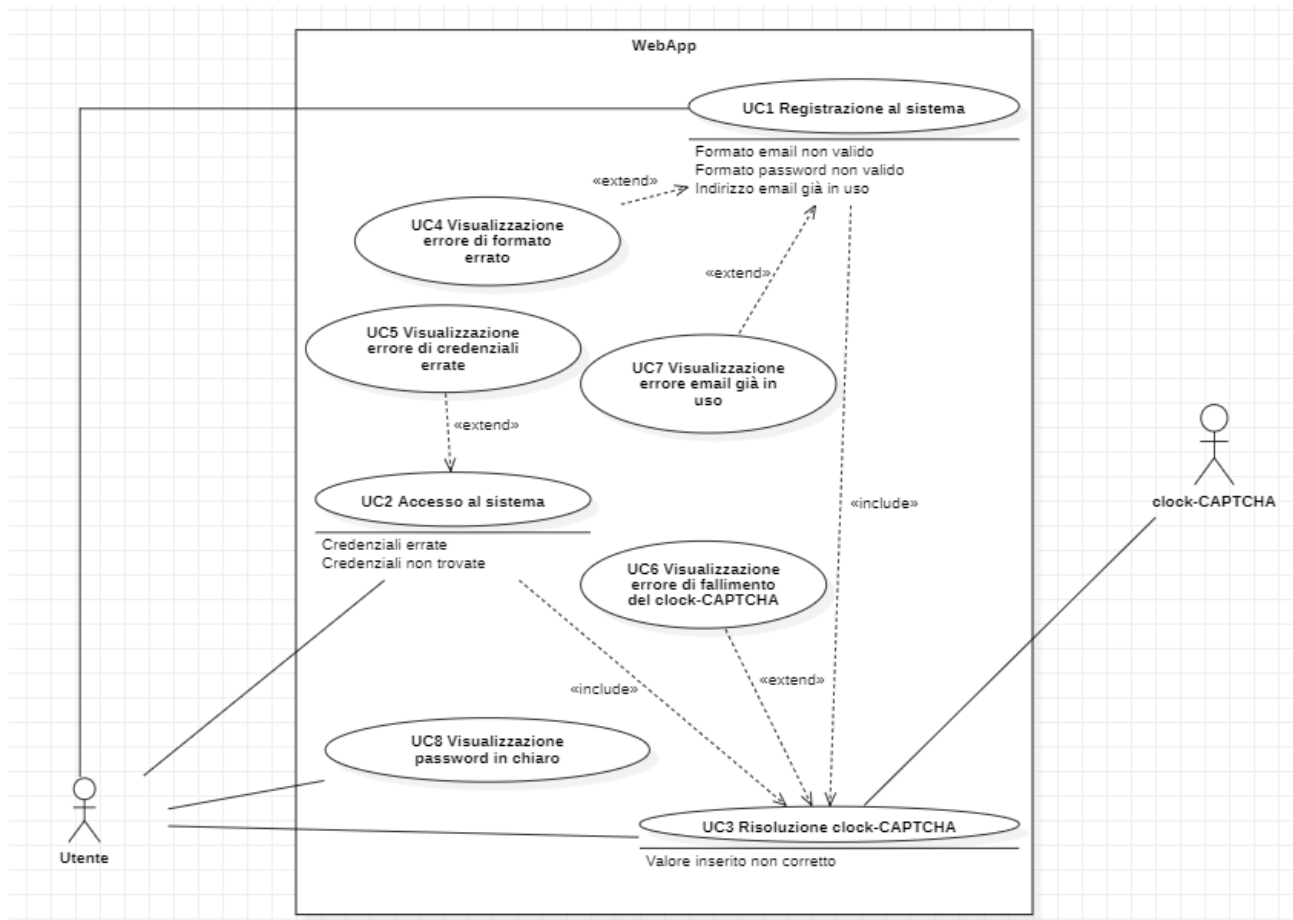 WebApp
UC1 Registrazione al sistema
Formato email non valido
Formato password non valido
Indirizzo email già in uso
«extend»
UC4 Visualizzazione
errore di formato
errato
«extend»
UC5 Visualizzazione
errore di credenziali
errate
UC7 Visualizzazione
errore email già in
uso
«extend»
UC2 Accesso al sistema
Credenziali errate
Credenziali non trovate
«include»
clock-CAPTCHA
UC6 Visualizzazione
errore di fallimento
del clock-CAPTCHA
«include»
«extend»
UC8 Visualizzazione
password in chiaro
UC3 Risoluzione clock-CAPTCHA
Valore inserito non corretto
Utente